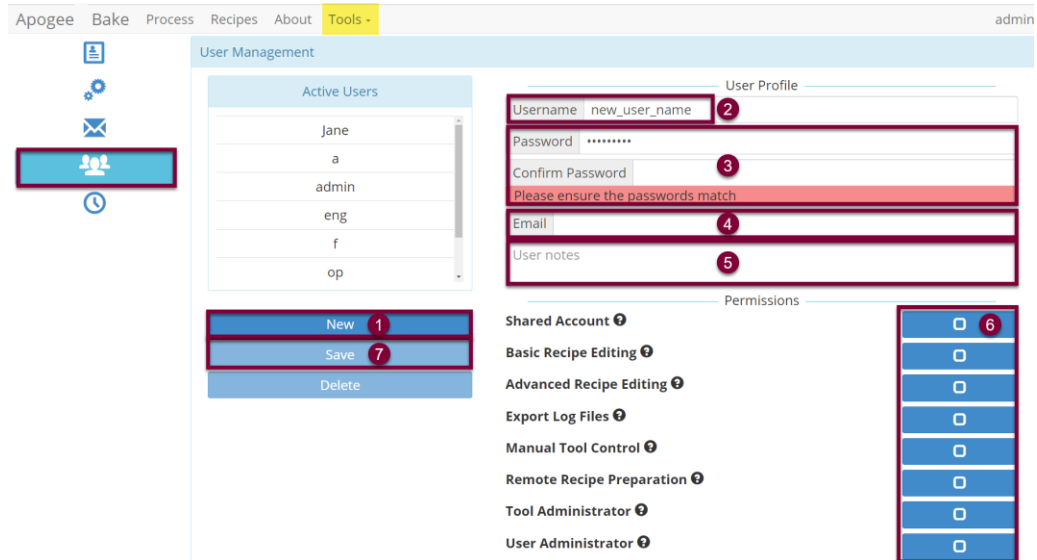 Apogee Bake Process Recipes About Tools admin
User Management
Active Users
Jane
a
admin
eng
f
op
New 1
Save 7
Delete
User Profile
Username new_user_name 2
Password •••••••••
Confirm Password 3
Please ensure the passwords match
Email 4
User notes 5
Permissions
Shared Account ? 6
Basic Recipe Editing ?
Advanced Recipe Editing ?
Export Log Files ?
Manual Tool Control ?
Remote Recipe Preparation ?
Tool Administrator ?
User Administrator ?